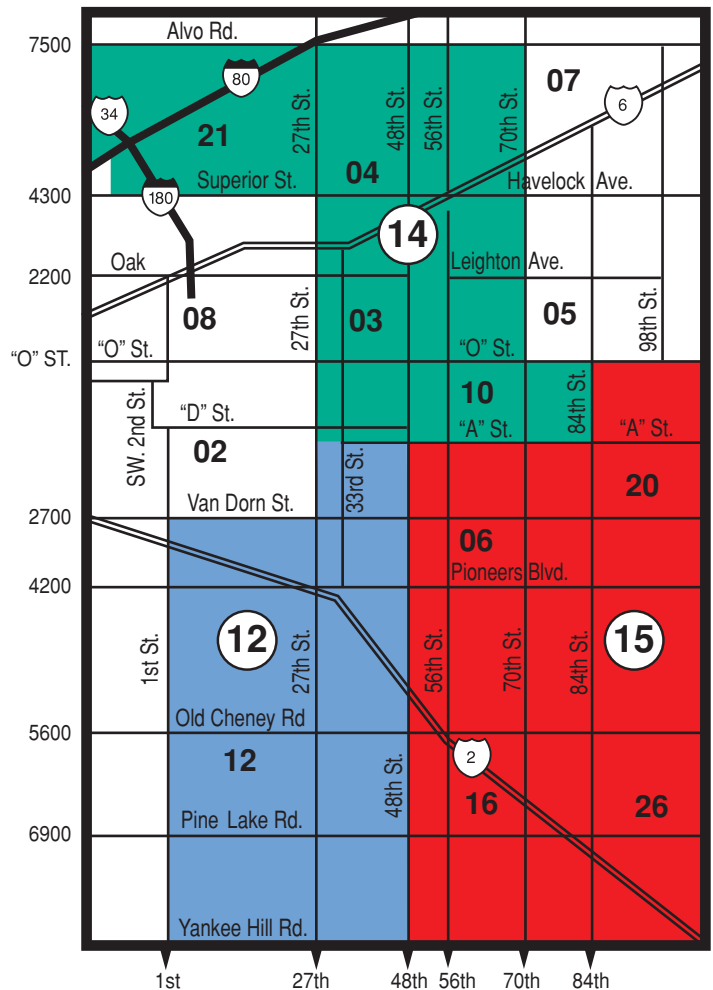 Alvo Rd.
7500
80
07
6
34
21
27th St.
48th St.
56th St.
70th St.
04
Superior St.
Havelock Ave.
180
4300
14
Oak
Leighton Ave.
2200
08
27th St.
03
05
98th St.
"O" St.
"O" St.
"O" ST.
10
84th St.
"D" St.
"A" St.
"A" St.
SW. 2nd St.
02
33rd St.
20
Van Dorn St.
2700
06
Pioneers Blvd.
4200
12
15
1st St.
27th St.
56th St.
70th St.
84th St.
Old Cheney Rd
5600
12
2
48th St.
16
26
Pine Lake Rd.
6900
Yankee Hill Rd.
1st
27th
48th
56th
70th
84th